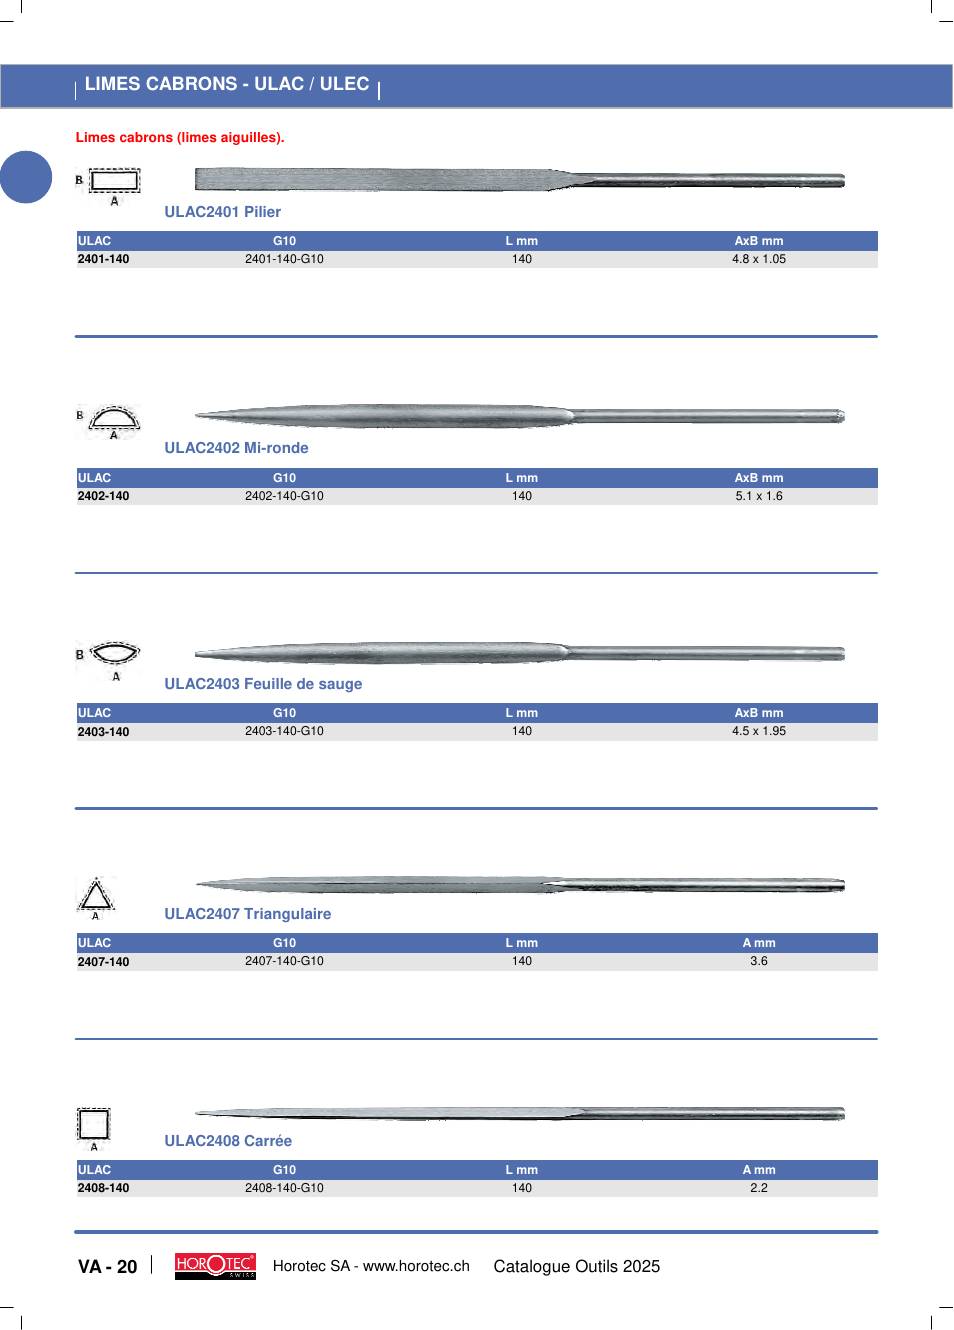 LIMES CABRONS - ULAC / ULEC
Limes cabrons (limes aiguilles).
B
A
ULAC2401 Pilier
ULAC G10 L mm AxB mm
2401-140 2401-140-G10 140 4.8 x 1.05
B
A
ULAC2402 Mi-ronde
ULAC G10 L mm AxB mm
2402-140 2402-140-G10 140 5.1 x 1.6
B
A
ULAC2403 Feuille de sauge
ULAC G10 L mm AxB mm
2403-140 2403-140-G10 140 4.5 x 1.95
A
ULAC2407 Triangulaire
ULAC G10 L mm A mm
2407-140 2407-140-G10 140 3.6
A
ULAC2408 Carrée
ULAC G10 L mm A mm
2408-140 2408-140-G10 140 2.2
VA - 20 HOROTEC SWISS Horotec SA - www.horotec.ch Catalogue Outils 2025